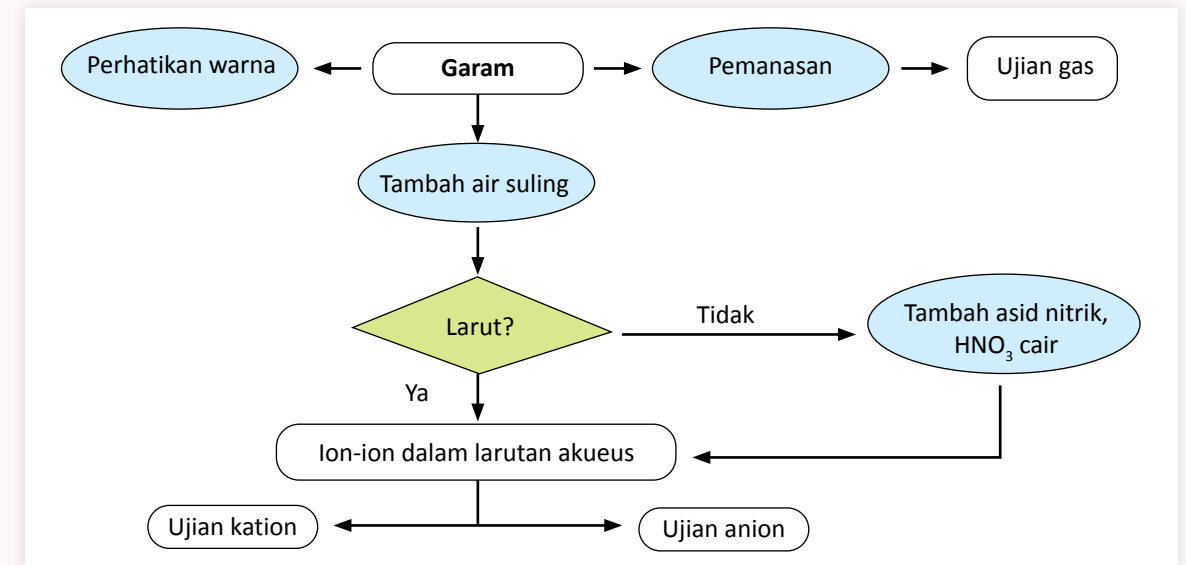 Perhatikan warna
Garam
Pemanasan
Ujian gas
Tambah air suling
Larut?
Tidak
Tambah asid nitrik,
HNO₃ cair
Ya
Ion-ion dalam larutan akueus
Ujian kation
Ujian anion